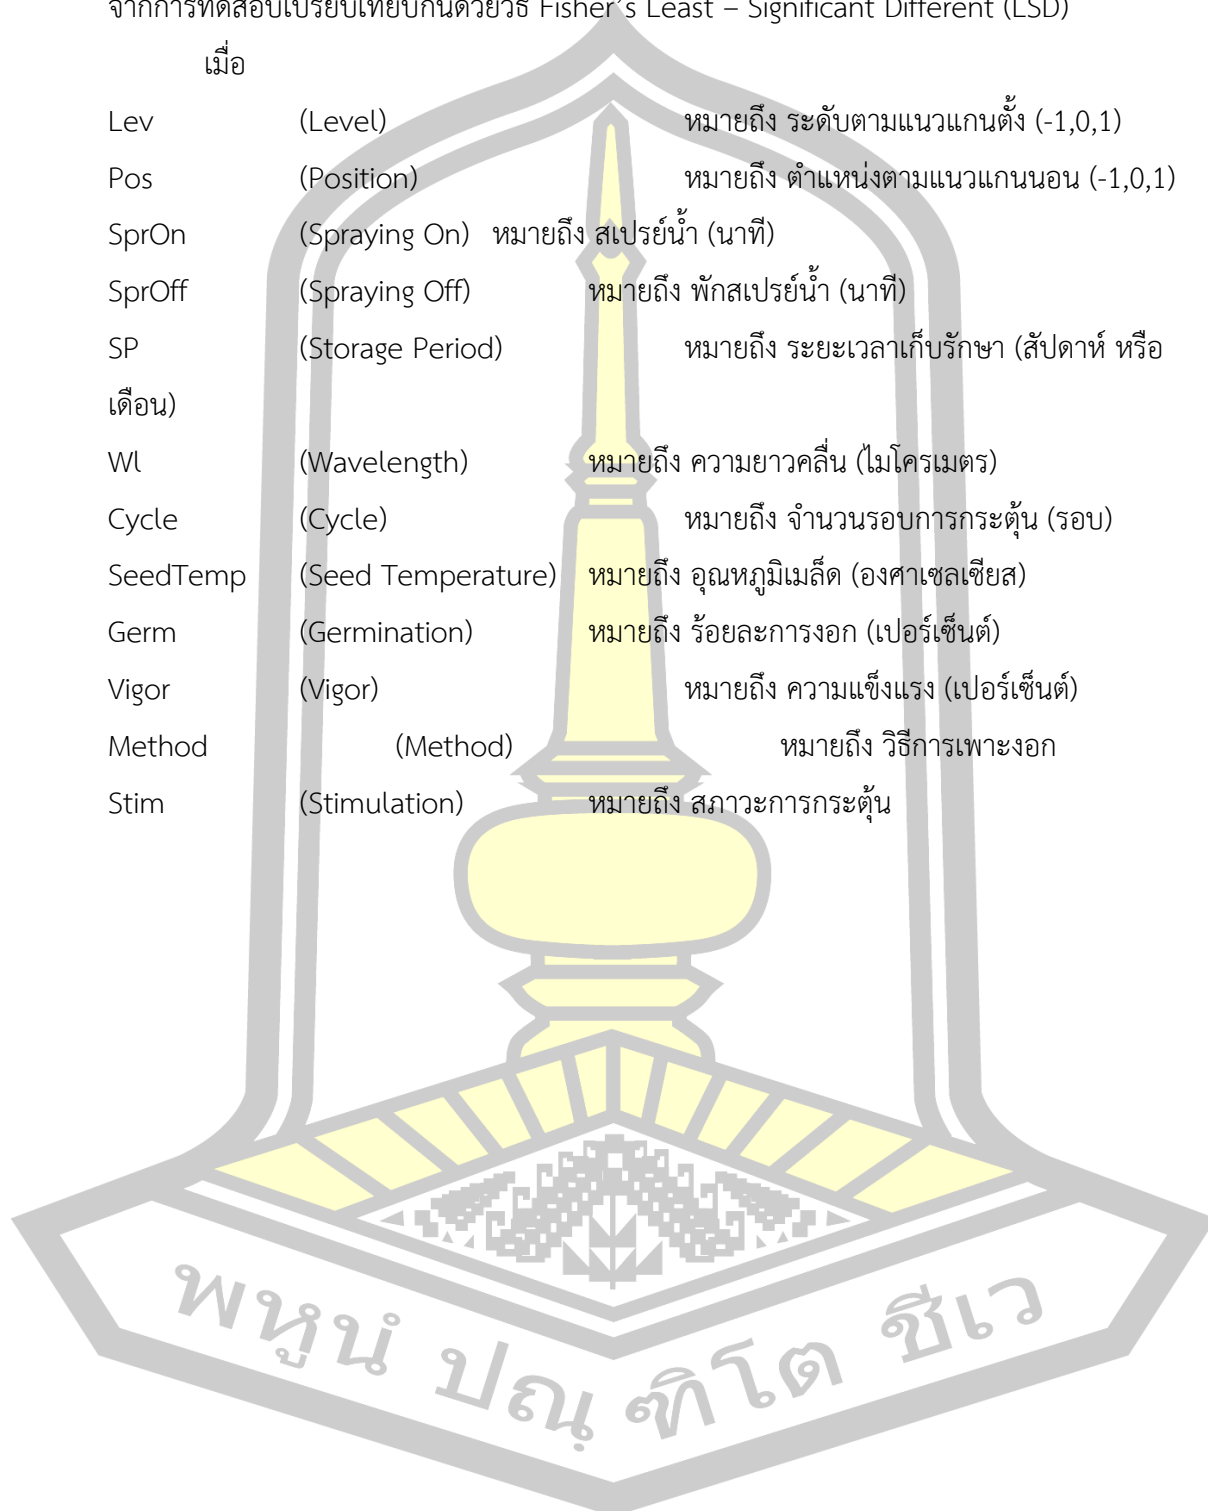 จากการทดสอบเปรียบเทียบกันด้วยวิธี Fisher's Least – Significant Different (LSD)
เมื่อ
Lev (Level) หมายถึง ระดับตามแนวแกนตั้ง (-1,0,1)
Pos (Position) หมายถึง ตำแหน่งตามแนวแกนนอน (-1,0,1)
SprOn (Spraying On) หมายถึง สเปรย์น้ำ (นาที)
SprOff (Spraying Off) หมายถึง พักสเปรย์น้ำ (นาที)
SP (Storage Period) หมายถึง ระยะเวลาเก็บรักษา (สัปดาห์ หรือ
เดือน)
Wl (Wavelength) หมายถึง ความยาวคลื่น (ไมโครเมตร)
Cycle (Cycle) หมายถึง จำนวนรอบการกระตุ้น (รอบ)
SeedTemp (Seed Temperature) หมายถึง อุณหภูมิเมล็ด (องศาเซลเซียส)
Germ (Germination) หมายถึง ร้อยละการงอก (เปอร์เซ็นต์)
Vigor (Vigor) หมายถึง ความแข็งแรง (เปอร์เซ็นต์)
Method (Method) หมายถึง วิธีการเพาะงอก
Stim (Stimulation) หมายถึง สภาวะการกระตุ้น
พหูนํ ปณฺฑิโต ชีเว